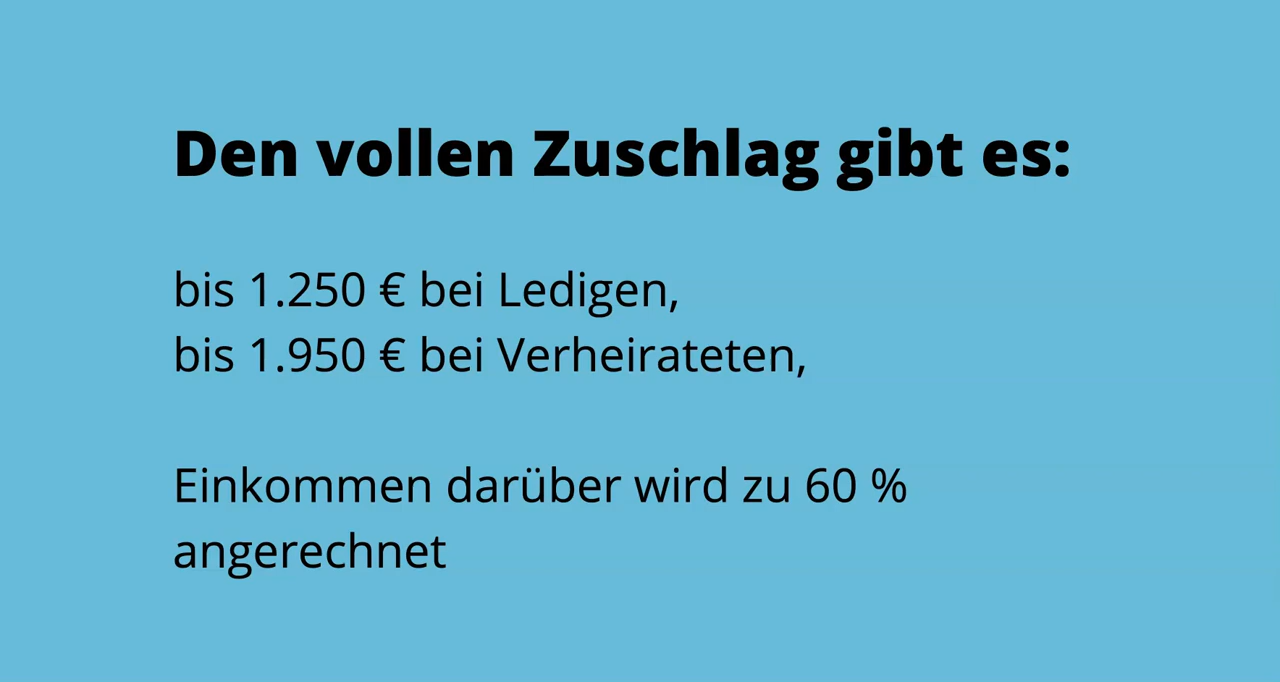 Den vollen Zuschlag gibt es:
bis 1.250 € bei Ledigen,
bis 1.950 € bei Verheirateten,
Einkommen darüber wird zu 60 %
angerechnet